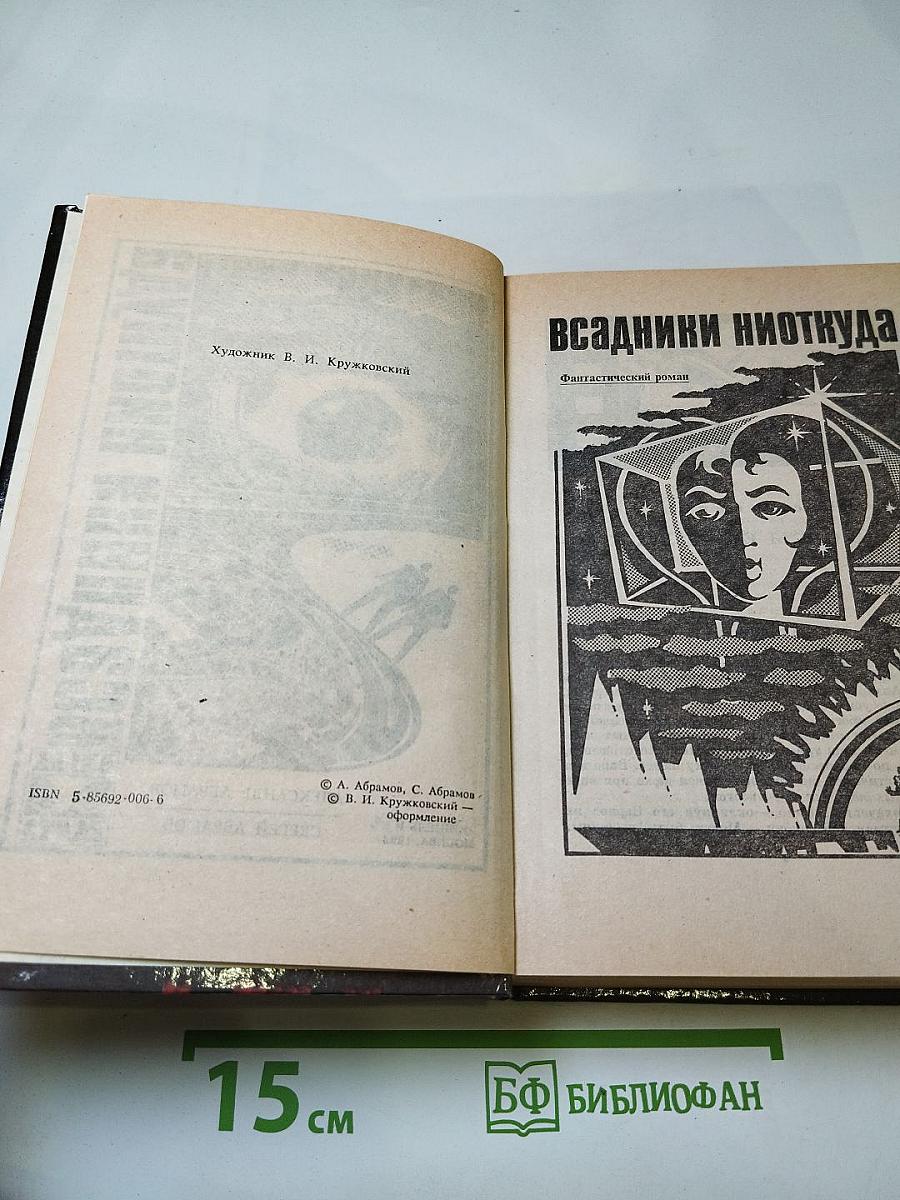 Художник В. И. Кружковский
ISBN 5-85692-006-6
© А. Абрамов, С. Абрамов
© В. И. Кружковский —
оформление
ВСАДНИКИ НИОТКУДА
Фантастический роман
15 см
БФ БИБЛИОФАН